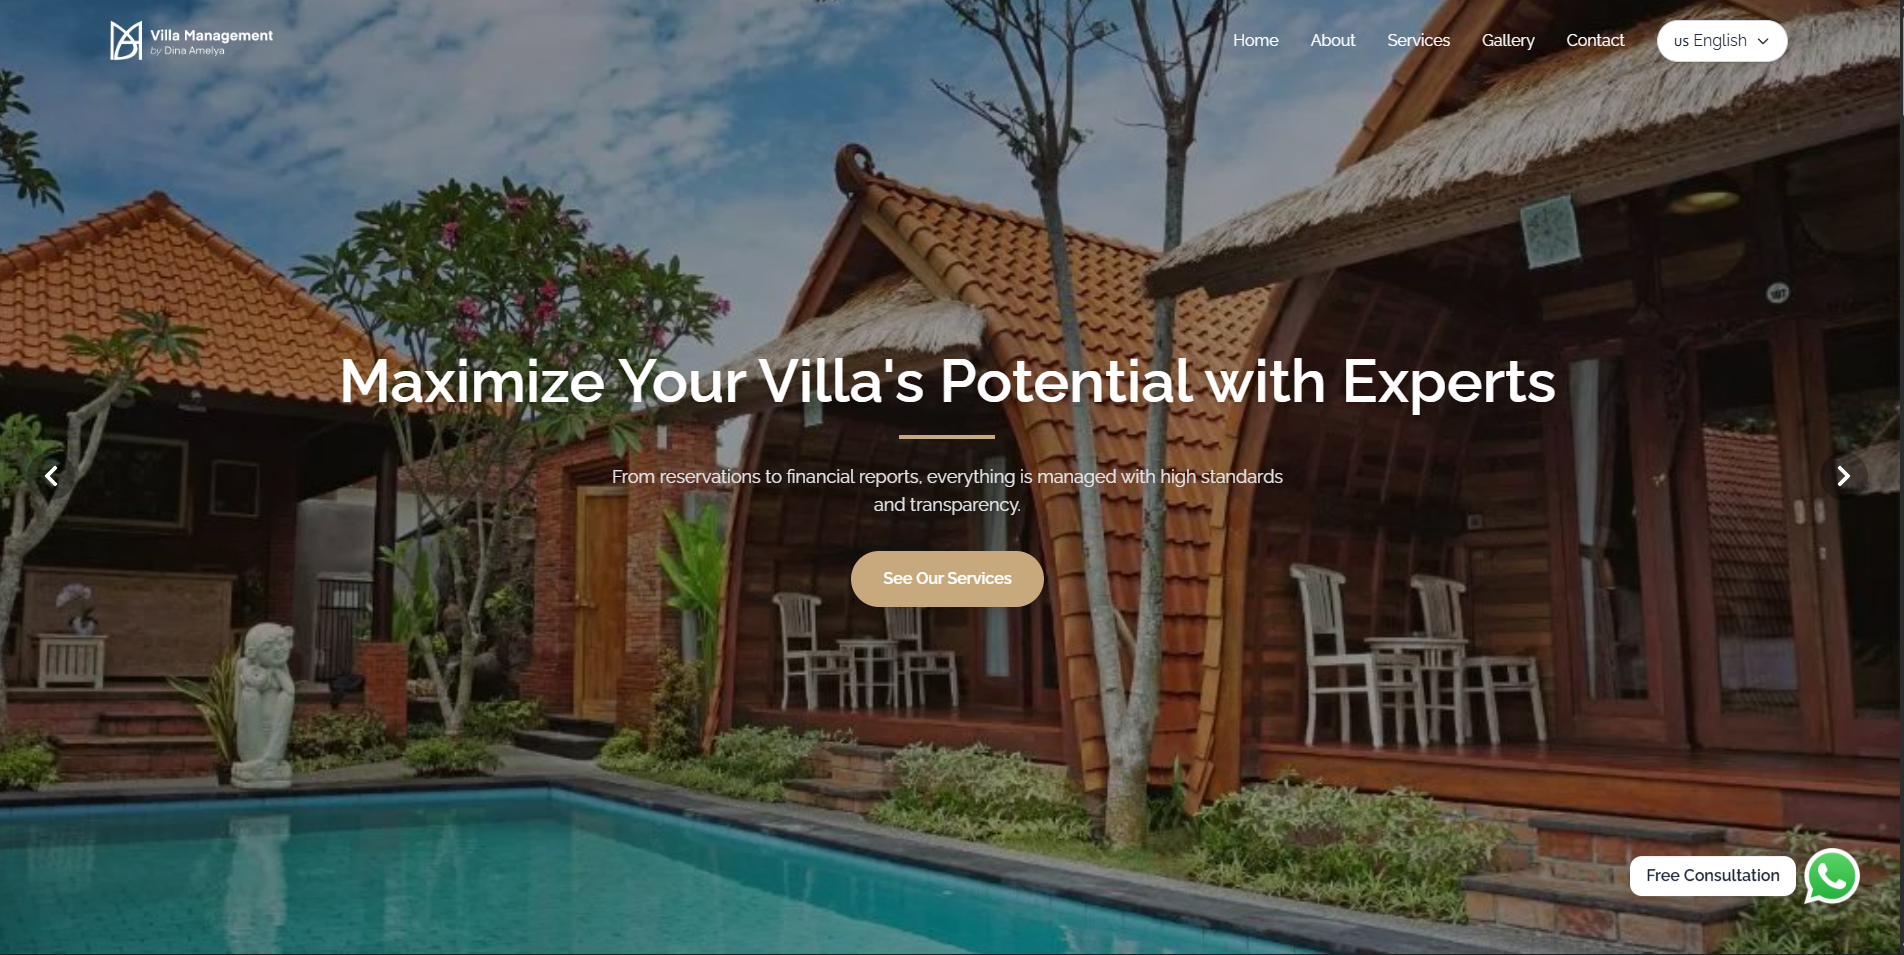 Villa Management
by Dina Amelya
Home
About
Services
Gallery
Contact
us English
Maximize Your Villa's Potential with Experts
From reservations to financial reports, everything is managed with high standards
and transparency.
See Our Services
Free Consultation